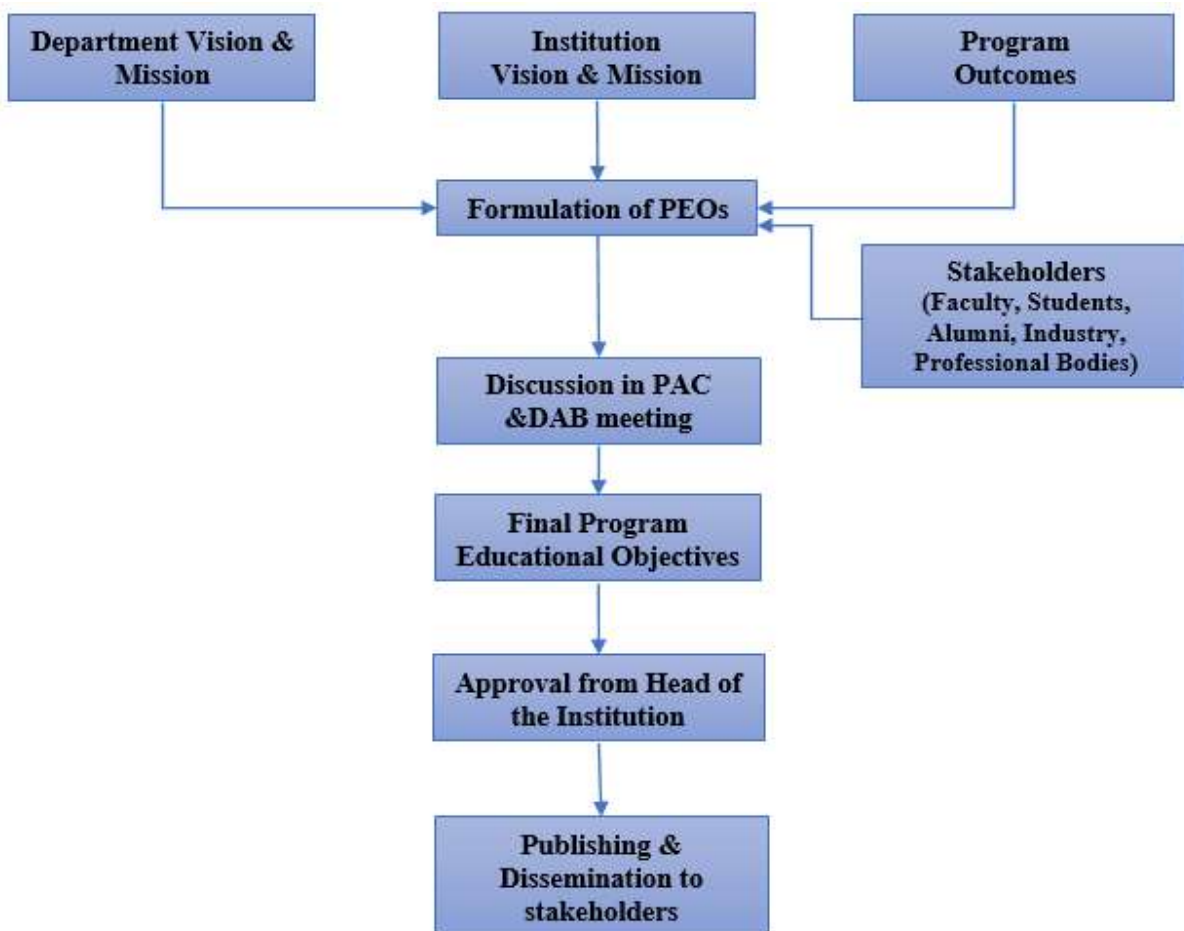 Department Vision &
Mission
Institution
Vision & Mission
Program
Outcomes
Formulation of PEOs
Stakeholders
(Faculty, Students,
Alumni, Industry,
Professional Bodies)
Discussion in PAC
&DAB meeting
Final Program
Educational Objectives
Approval from Head of
the Institution
Publishing &
Dissemination to
stakeholders